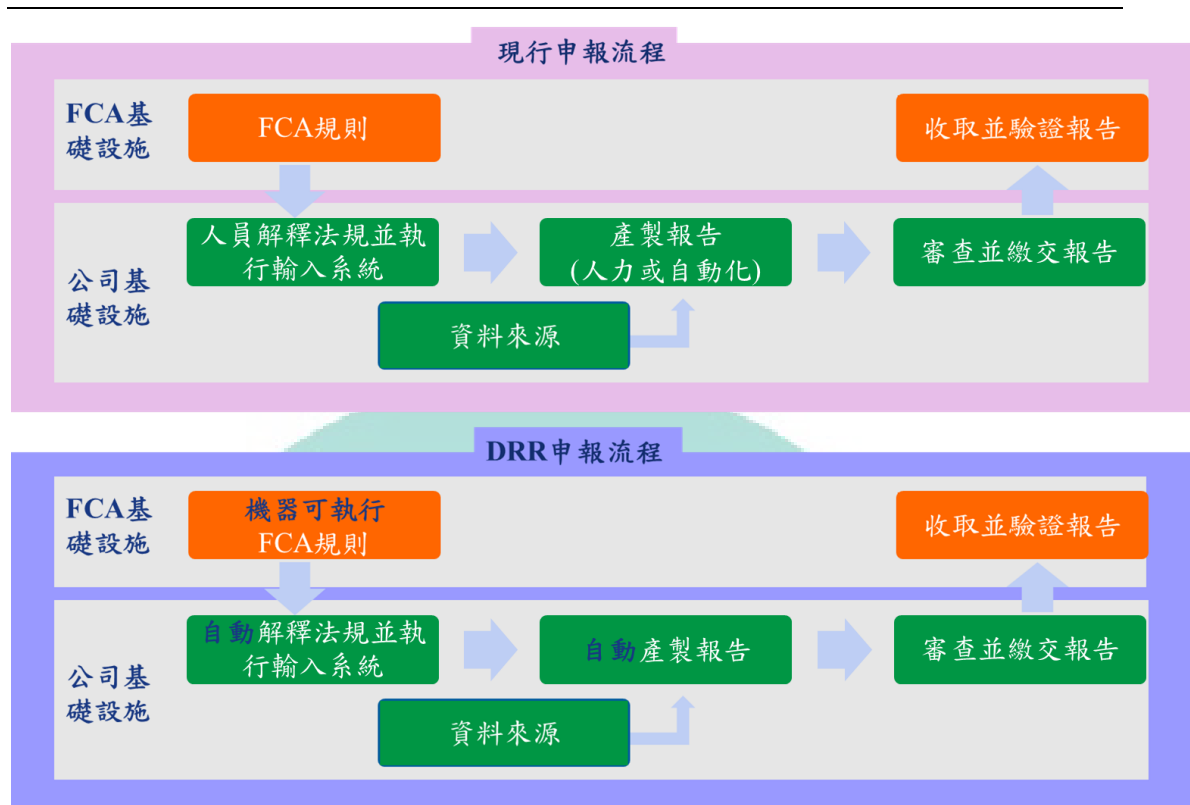 現行申報流程
FCA基
礎設施
FCA規則
收取並驗證報告
公司基
礎設施
人員解釋法規並執
行輸入系統
產製報告
(人力或自動化)
審查並繳交報告
資料來源
DRR申報流程
FCA基
礎設施
機器可執行
FCA規則
收取並驗證報告
公司基
礎設施
自動解釋法規並執
行輸入系統
自動產製報告
審查並繳交報告
資料來源